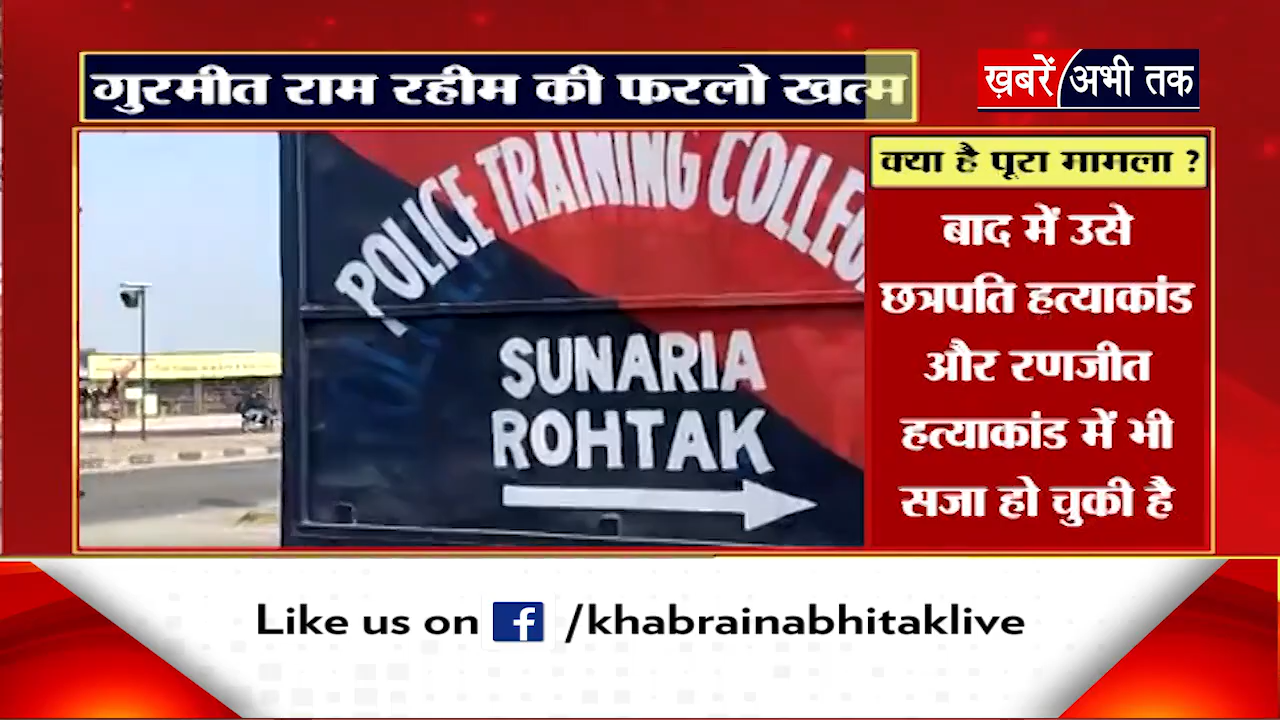 गुरमीत राम रहीम की फरलो खत्म
ख़बरें अभी तक
POLICE TRAINING COLLEG
SUNARIA
ROHTAK
क्या है पूरा मामला ?
बाद में उसे
छत्रपति हत्याकांड
और रणजीत
हत्याकांड में भी
सजा हो चुकी है
Like us on f /khabrainabhitaklive